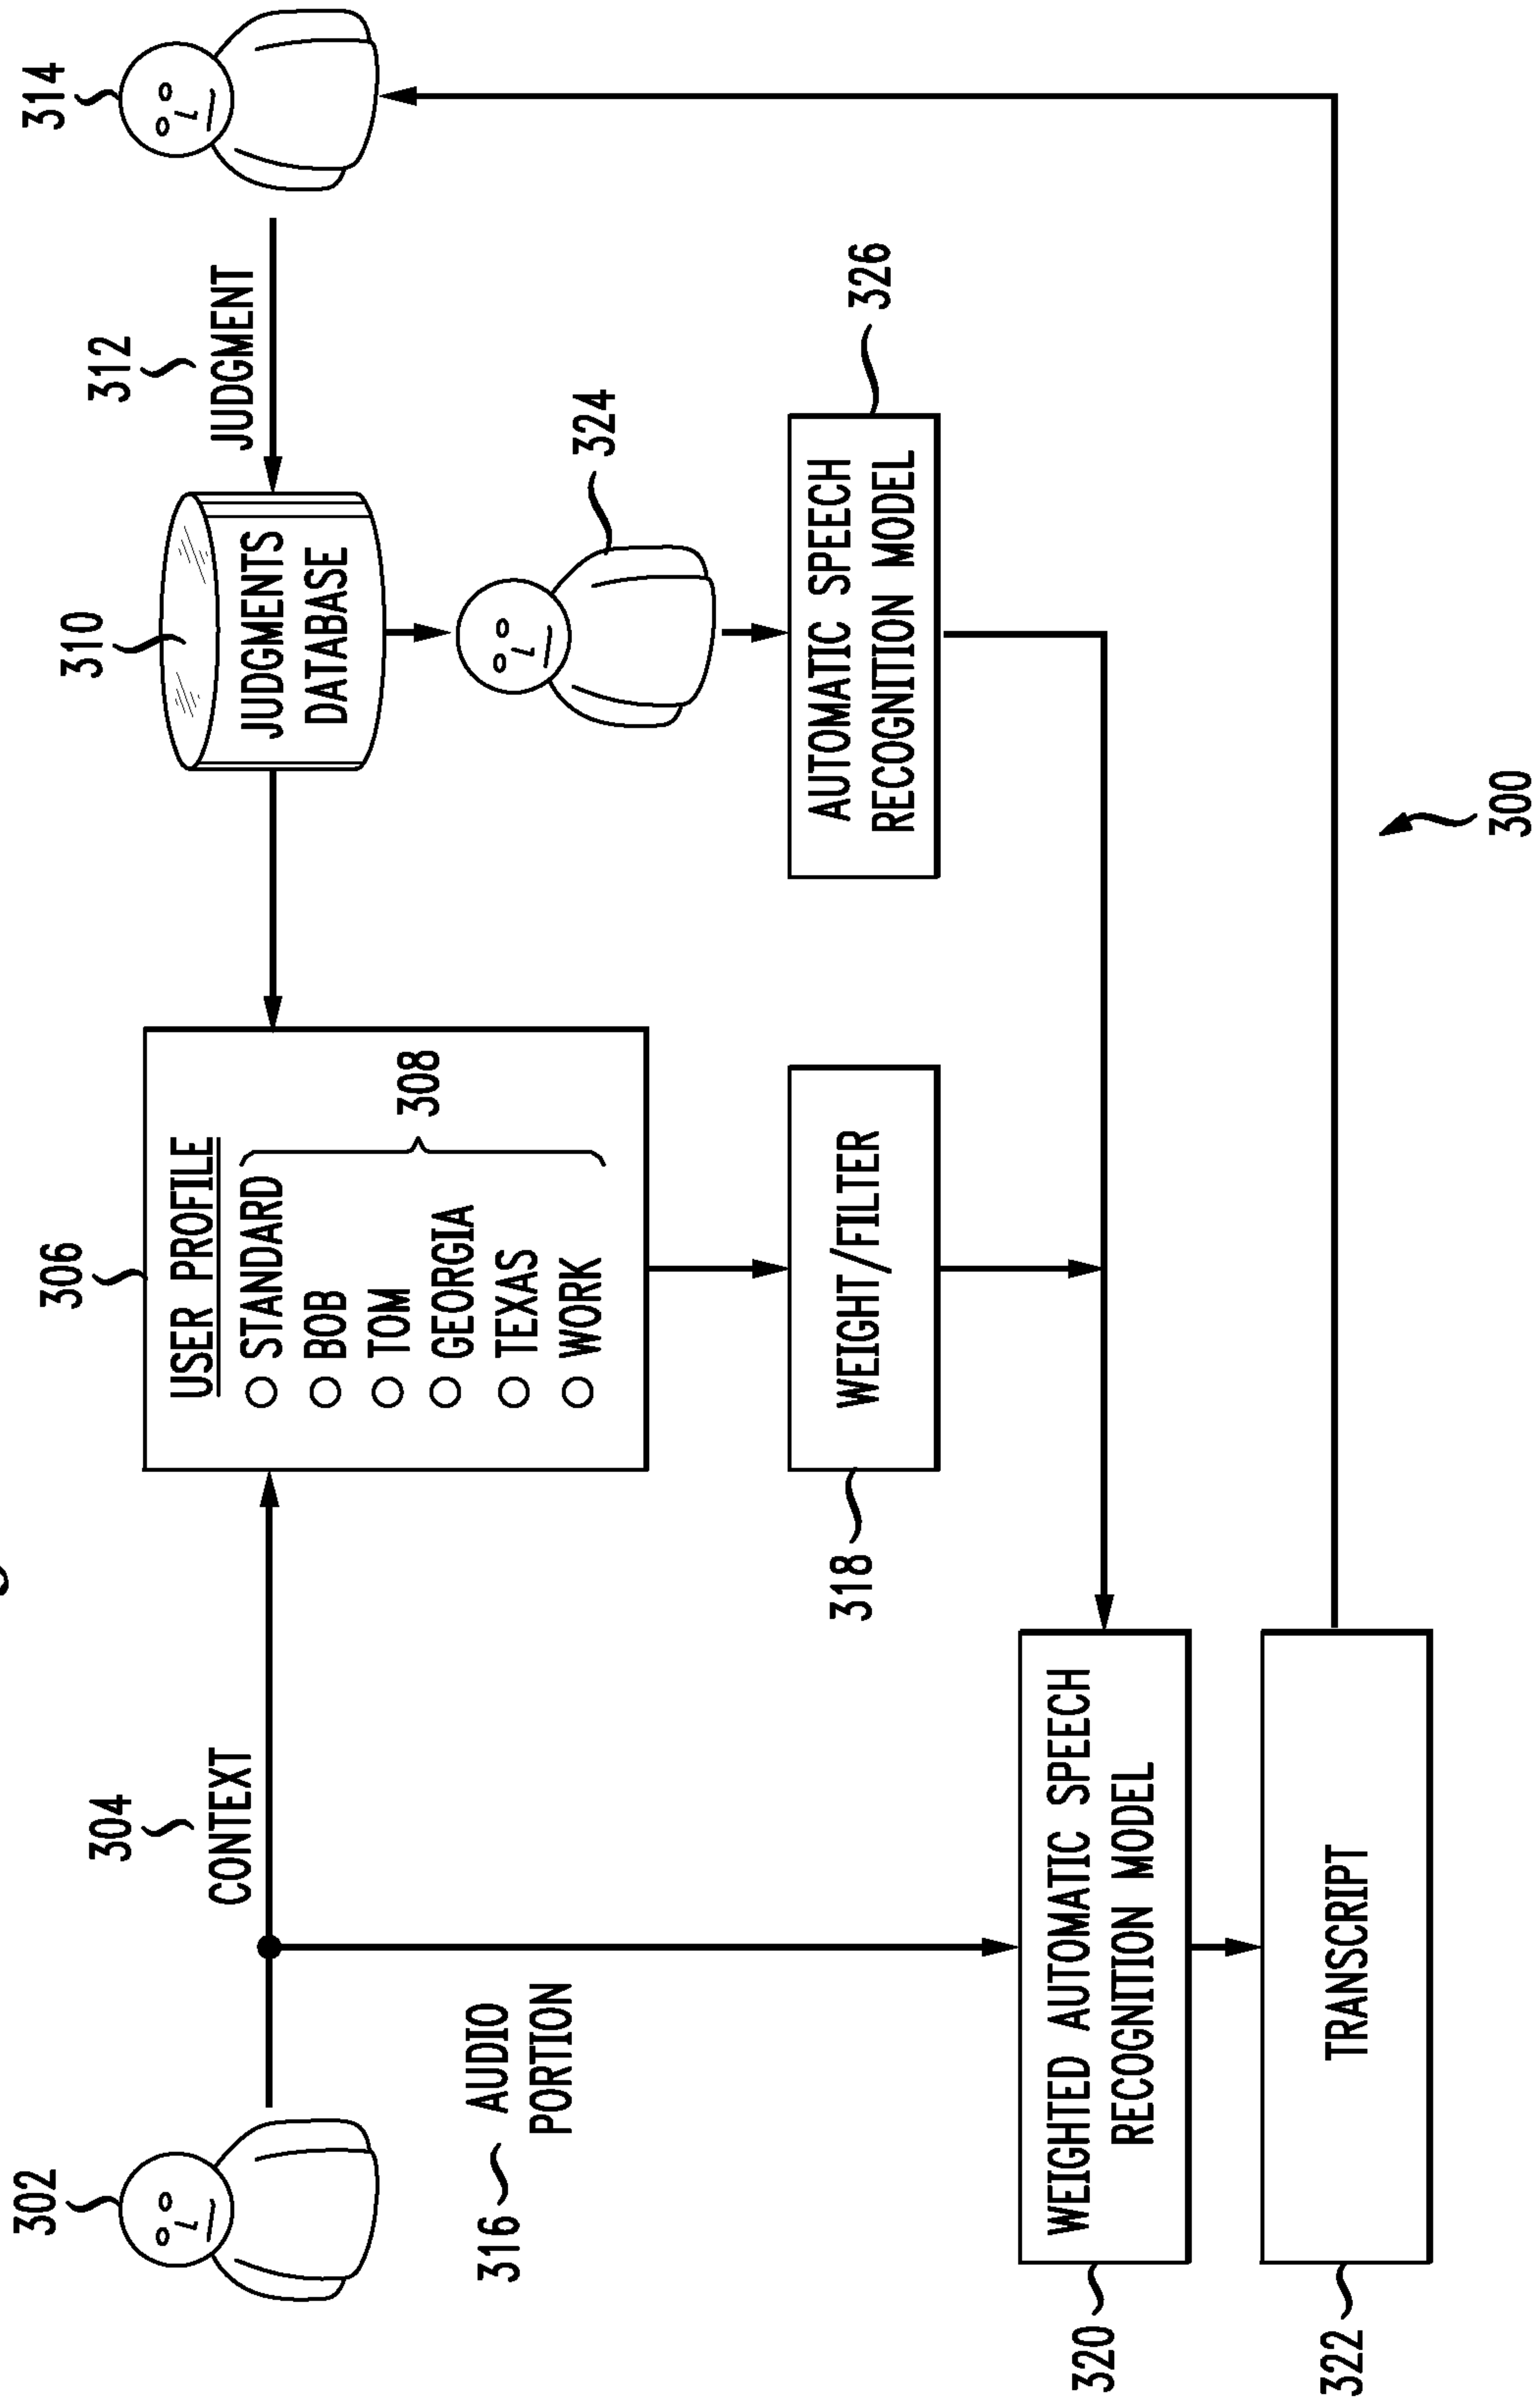 302
306
310
314
304
CONTEXT
312
JUDGMENT
USER PROFILE
STANDARD
BOB
TOM
GEORGIA
TEXAS
WORK
308
JUDGMENTS
DATABASE
316
AUDIO
PORTION
324
318
WEIGHT/FILTER
AUTOMATIC SPEECH
RECOGNITION MODEL
326
WEIGHTED AUTOMATIC SPEECH
RECOGNITION MODEL
320
TRANSCRIPT
322
300